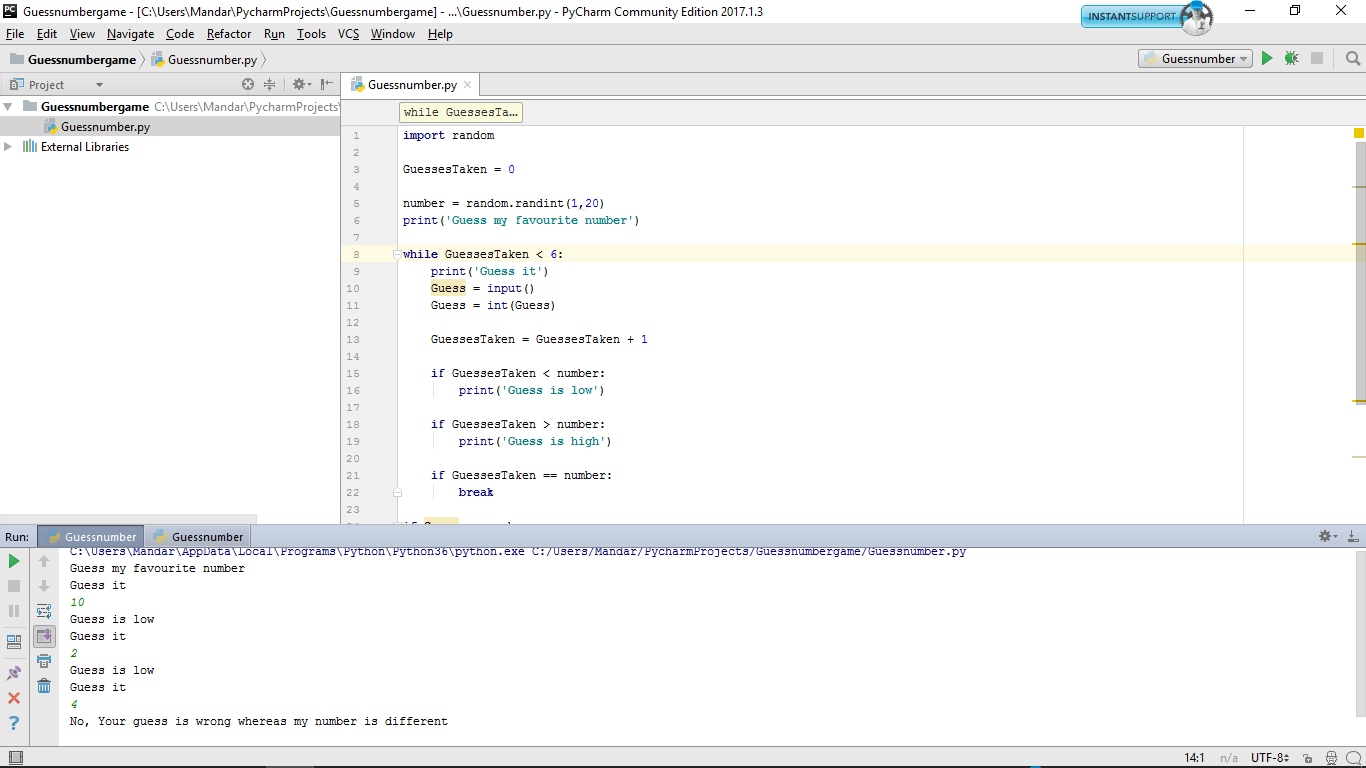 Guessnumbergame - [C:\Users\Mandar\PycharmProjects\Guessnumbergame] - ...\Guessnumber.py - PyCharm Community Edition 2017.1.3
INSTANTSUPPORT
File Edit View Navigate Code Refactor Run Tools VCS Window Help
Guessnumbergame Guessnumber.py
Guessnumber
Project
Guessnumber.py
Guessnumbergame C:\Users\Mandar\PycharmProjects\
Guessnumber.py
External Libraries
while GuessesTa...
1 import random
2
3 GuessesTaken = 0
4
5 number = random.randint(1,20)
6 print('Guess my favourite number')
7
8 while GuessesTaken < 6:
9 print('Guess it')
10 Guess = input()
11 Guess = int(Guess)
12
13 GuessesTaken = GuessesTaken + 1
14
15 if GuessesTaken < number:
16 print('Guess is low')
17
18 if GuessesTaken > number:
19 print('Guess is high')
20
21 if GuessesTaken == number:
22 break
23
Run: Guessnumber Guessnumber
C:\Users\Mandar\AppData\Local\Programs\Python\Python36\python.exe C:/Users/Mandar/PycharmProjects/Guessnumbergame/Guessnumber.py
Guess my favourite number
Guess it
10
Guess is low
Guess it
2
Guess is low
Guess it
4
No, Your guess is wrong whereas my number is different
14:1 n/a UTF-8